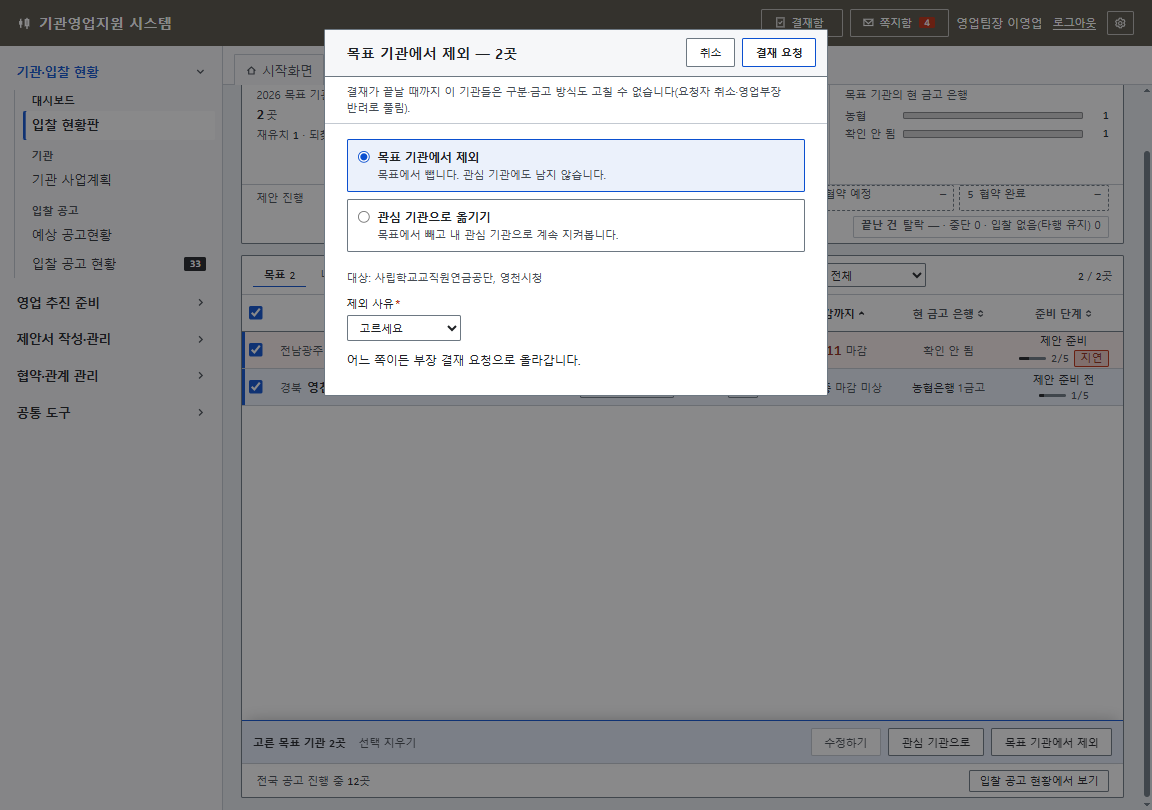 기관영업지원 시스템
결재함
쪽지함 4
영업팀장 이영업
로그아웃
기관·입찰 현황
대시보드
입찰 현황판
기관
기관 사업계획
입찰 공고
예상 공고현황
입찰 공고 현황 33
영업 추진 준비
제안서 작성·관리
협약·관계 관리
공통 도구
시작화면
2026 목표 기관
2곳
재유치 1 ·
제안 진행
목표 기관의 현 금고 은행
농협 1
확인 안 됨 1
협약 예정 –
5 협약 완료 –
끝난 건 탈락 — · 중단 0 · 입찰 없음(타행 유지) 0
목표 기관에서 제외 — 2곳
취소
결재 요청
결재가 끝날 때까지 이 기관들은 구분·금고 방식도 고칠 수 없습니다(요청자 취소·영업부장
반려로 풀림).
목표 기관에서 제외
목표에서 뺍니다. 관심 기관에도 남지 않습니다.
관심 기관으로 옮기기
목표에서 빼고 내 관심 기관으로 계속 지켜봅니다.
대상: 사립학교교직원연금공단, 영천시청
제외 사유*
고르세요
어느 쪽이든 부장 결재 요청으로 올라갑니다.
목표 2
전체
2 / 2곳
마감까지
현 금고 은행
준비 단계
전남광주
11 마감
확인 안 됨
제안 준비
2/5 지연
경북 영천
마감 미상
농협은행 1금고
제안 준비 전
1/5
고른 목표 기관 2곳
선택 지우기
수정하기
관심 기관으로
목표 기관에서 제외
전국 공고 진행 중 12곳
입찰 공고 현황에서 보기